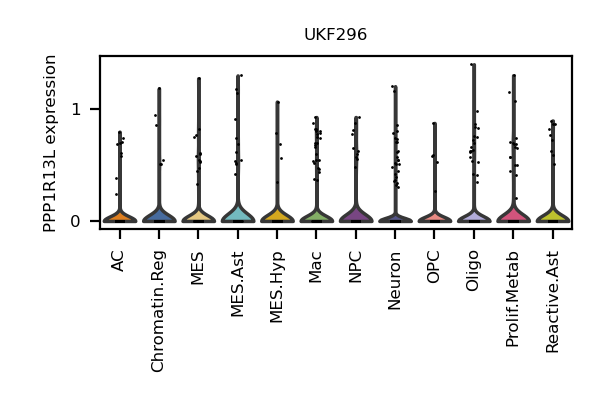 UKF296
PPP1R13L expression
1
0
AC
Chromatin.Reg
MES
MES.Ast
MES.Hyp
Mac
NPC
Neuron
OPC
Oligo
Prolif.Metab
Reactive.Ast